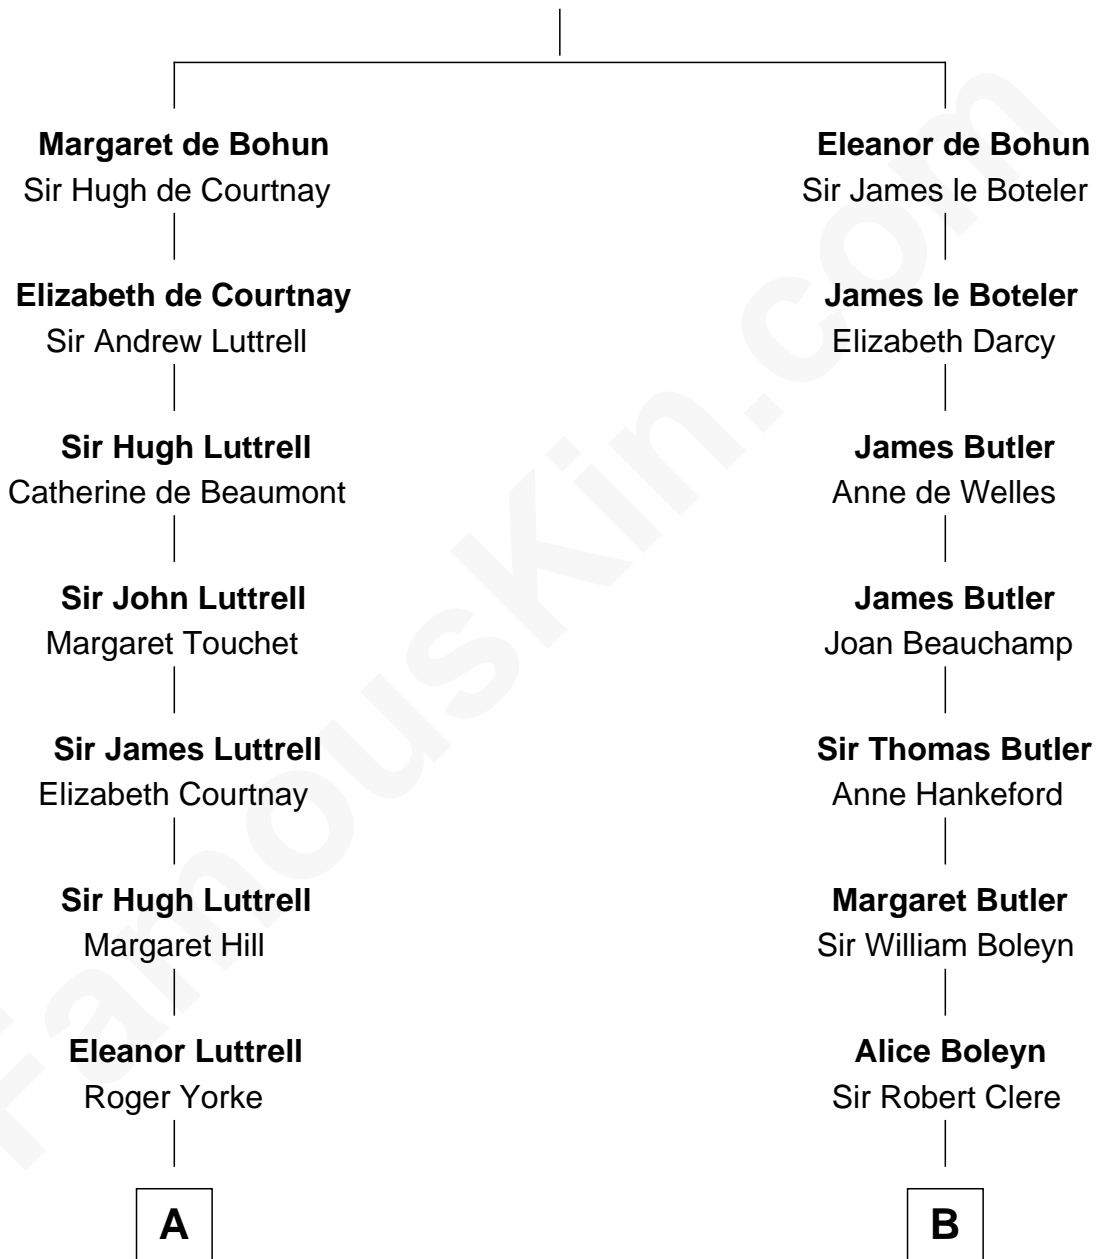 Margaret de Bohun
Sir Hugh de Courtnay
Elizabeth de Courtnay
Sir Andrew Luttrell
Sir Hugh Luttrell
Catherine de Beaumont
Sir John Luttrell
Margaret Touchet
Sir James Luttrell
Elizabeth Courtnay
Sir Hugh Luttrell
Margaret Hill
Eleanor Luttrell
Roger Yorke
A
Eleanor de Bohun
Sir James le Boteler
James le Boteler
Elizabeth Darcy
James Butler
Anne de Welles
James Butler
Joan Beauchamp
Sir Thomas Butler
Anne Hankeford
Margaret Butler
Sir William Boleyn
Alice Boleyn
Sir Robert Clere
B
FamousKin.com